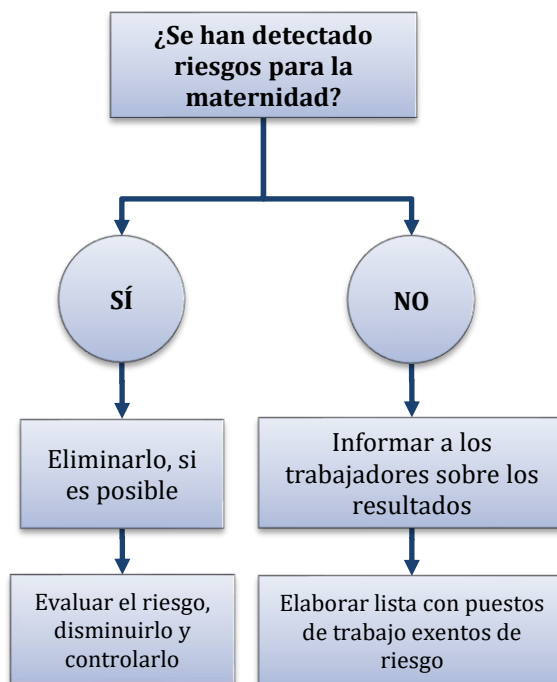 ¿Se han detectado
riesgos para la
maternidad?
SÍ
NO
Eliminarlo, si
es posible
Informar a los
trabajadores sobre los
resultados
Evaluar el riesgo,
disminuirlo y
controlarlo
Elaborar lista con puestos
de trabajo exentos de
riesgo